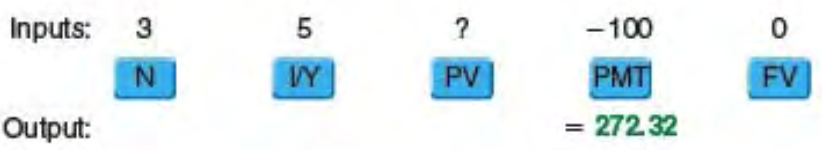 Inputs: 3 5 ? −100 0
N I/Y PV PMT FV
Output: = 272.32